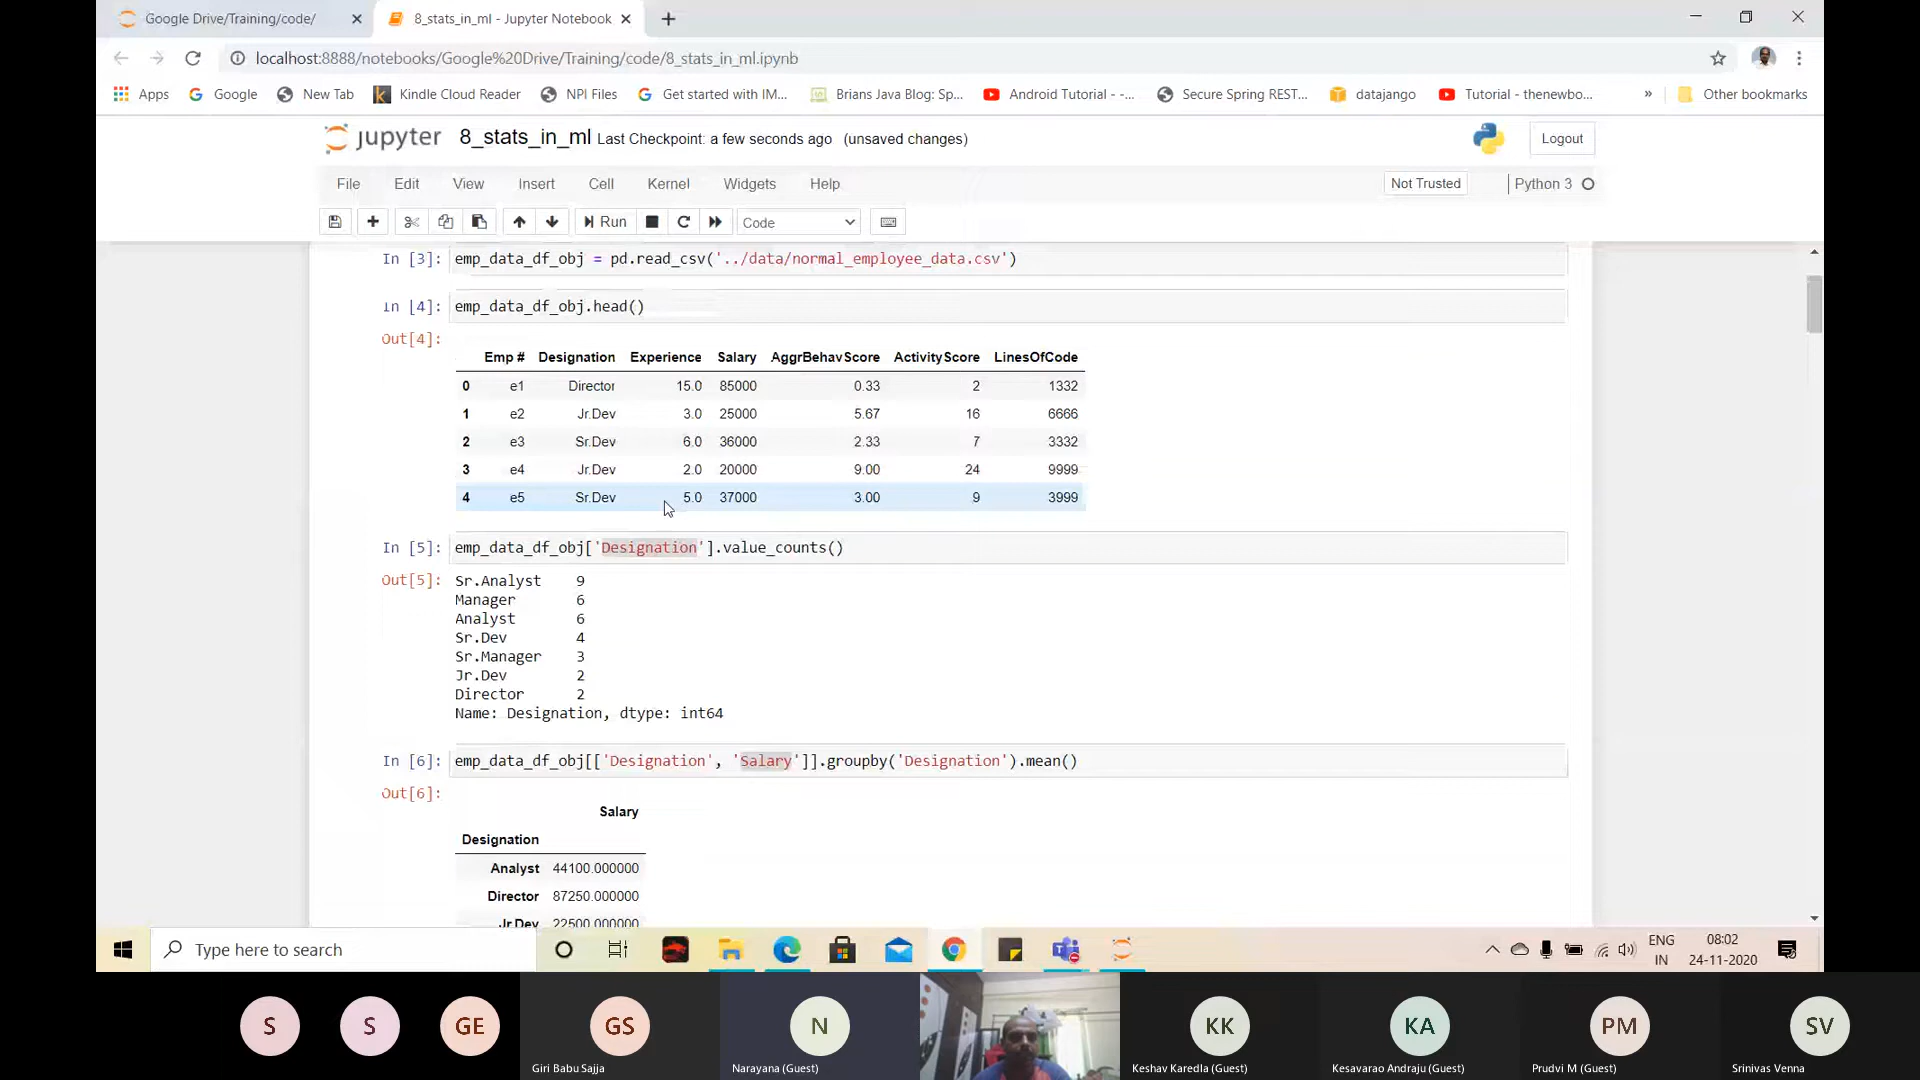 Google Drive/Training/code/
8_stats_in_ml - Jupyter Notebook
localhost:8888/notebooks/Google%20Drive/Training/code/8_stats_in_ml.ipynb
Apps Google New Tab Kindle Cloud Reader NPI Files Get started with IM... Brians Java Blog: Sp... Android Tutorial - -... Secure Spring REST... datajango Tutorial - thenewbo... » Other bookmarks
jupyter 8_stats_in_ml Last Checkpoint: a few seconds ago (unsaved changes) Logout
File Edit View Insert Cell Kernel Widgets Help Not Trusted Python 3
Run Code
In [3]: emp_data_df_obj = pd.read_csv('../data/normal_employee_data.csv')
In [4]: emp_data_df_obj.head()
Out[4]:
Emp # Designation Experience Salary AggrBehavScore ActivityScore LinesOfCode
0 e1 Director 15.0 85000 0.33 2 1332
1 e2 Jr.Dev 3.0 25000 5.67 16 6666
2 e3 Sr.Dev 6.0 36000 2.33 7 3332
3 e4 Jr.Dev 2.0 20000 9.00 24 9999
4 e5 Sr.Dev 5.0 37000 3.00 9 3999
In [5]: emp_data_df_obj['Designation'].value_counts()
Out[5]: Sr.Analyst 9
Manager 6
Analyst 6
Sr.Dev 4
Sr.Manager 3
Jr.Dev 2
Director 2
Name: Designation, dtype: int64
In [6]: emp_data_df_obj[['Designation', 'Salary']].groupby('Designation').mean()
Out[6]:
Salary
Designation
Analyst 44100.000000
Director 87250.000000
Jr.Dev 22500.000000
Type here to search
ENG
IN
08:02
24-11-2020
S S GE GS N KK KA PM SV
Giri Babu Sajja Narayana (Guest) Keshav Karedla (Guest) Kesavarao Andraju (Guest) Prudvi M (Guest) Srinivas Venna